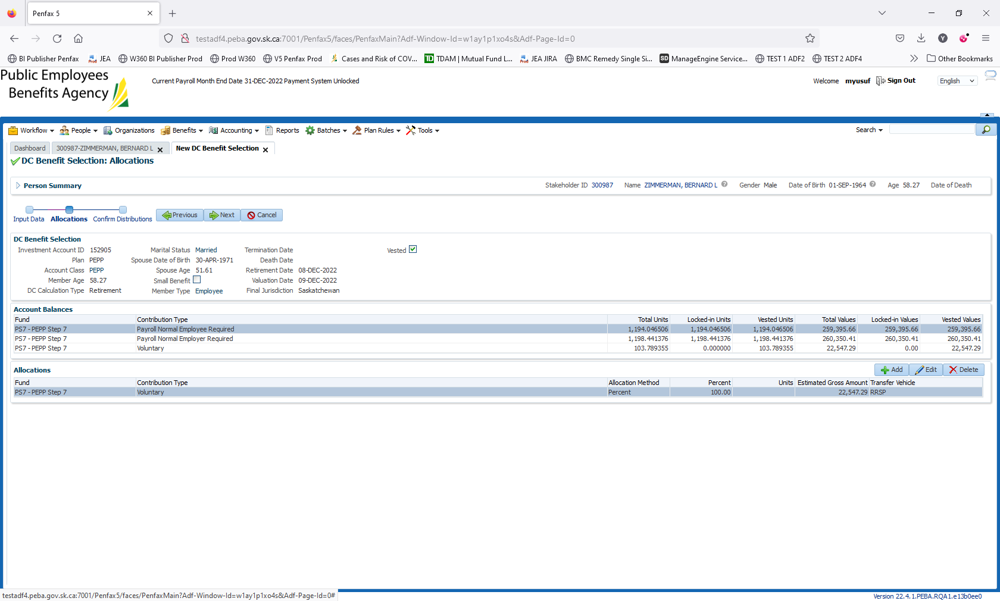 Penfax 5
testadf4.peba.gov.sk.ca:7001/Penfax5/faces/PenfaxMain?Adf-Window-Id=w1ay1p1xo4s&Adf-Page-Id=0
BI Publisher Penfax JEA W360 BI Publisher Prod Prod W360 V5 Penfax Prod Cases and Risk of COV... TDAM | Mutual Fund L... JEA JIRA BMC Remedy Single Si... ManageEngine Service... TEST 1 ADF2 TEST 2 ADF4 Other Bookmarks
Public Employees
Benefits Agency
Current Payroll Month End Date 31-DEC-2022 Payment System Unlocked
Welcome myusuf Sign Out English
Workflow People Organizations Benefits Accounting Reports Batches Plan Rules Tools Search
Dashboard 300987-ZIMMERMAN, BERNARD L New DC Benefit Selection
DC Benefit Selection: Allocations
Person Summary Stakeholder ID 300987 Name ZIMMERMAN, BERNARD L Gender Male Date of Birth 01-SEP-1964 Age 58.27 Date of Death
Input Data Allocations Confirm Distributions Previous Next Cancel
DC Benefit Selection
Investment Account ID 152905 Marital Status Married Termination Date Vested
Plan PEPP Spouse Date of Birth 30-APR-1971 Death Date
Account Class PEPP Spouse Age 51.61 Retirement Date 08-DEC-2022
Member Age 58.27 Small Benefit Valuation Date 09-DEC-2022
DC Calculation Type Retirement Member Type Employee Final Jurisdiction Saskatchewan
Account Balances
Fund Contribution Type Total Units Locked-in Units Vested Units Total Values Locked-in Values Vested Values
PS7 - PEPP Step 7 Payroll Normal Employee Required 1,194.046506 1,194.046506 1,194.046506 259,395.66 259,395.66 259,395.66
PS7 - PEPP Step 7 Payroll Normal Employer Required 1,198.441376 1,198.441376 1,198.441376 260,350.41 260,350.41 260,350.41
PS7 - PEPP Step 7 Voluntary 103.789355 0.000000 103.789355 22,547.29 0.00 22,547.29
Allocations Add Edit Delete
Fund Contribution Type Allocation Method Percent Units Estimated Gross Amount Transfer Vehicle
PS7 - PEPP Step 7 Voluntary Percent 100.00 22,547.29 RRSP
testadf4.peba.gov.sk.ca:7001/Penfax5/faces/PenfaxMain?Adf-Window-Id=w1ay1p1xo4s&Adf-Page-Id=0#
Version 22.4.1.PEBA.RQA1.e13b0ee0